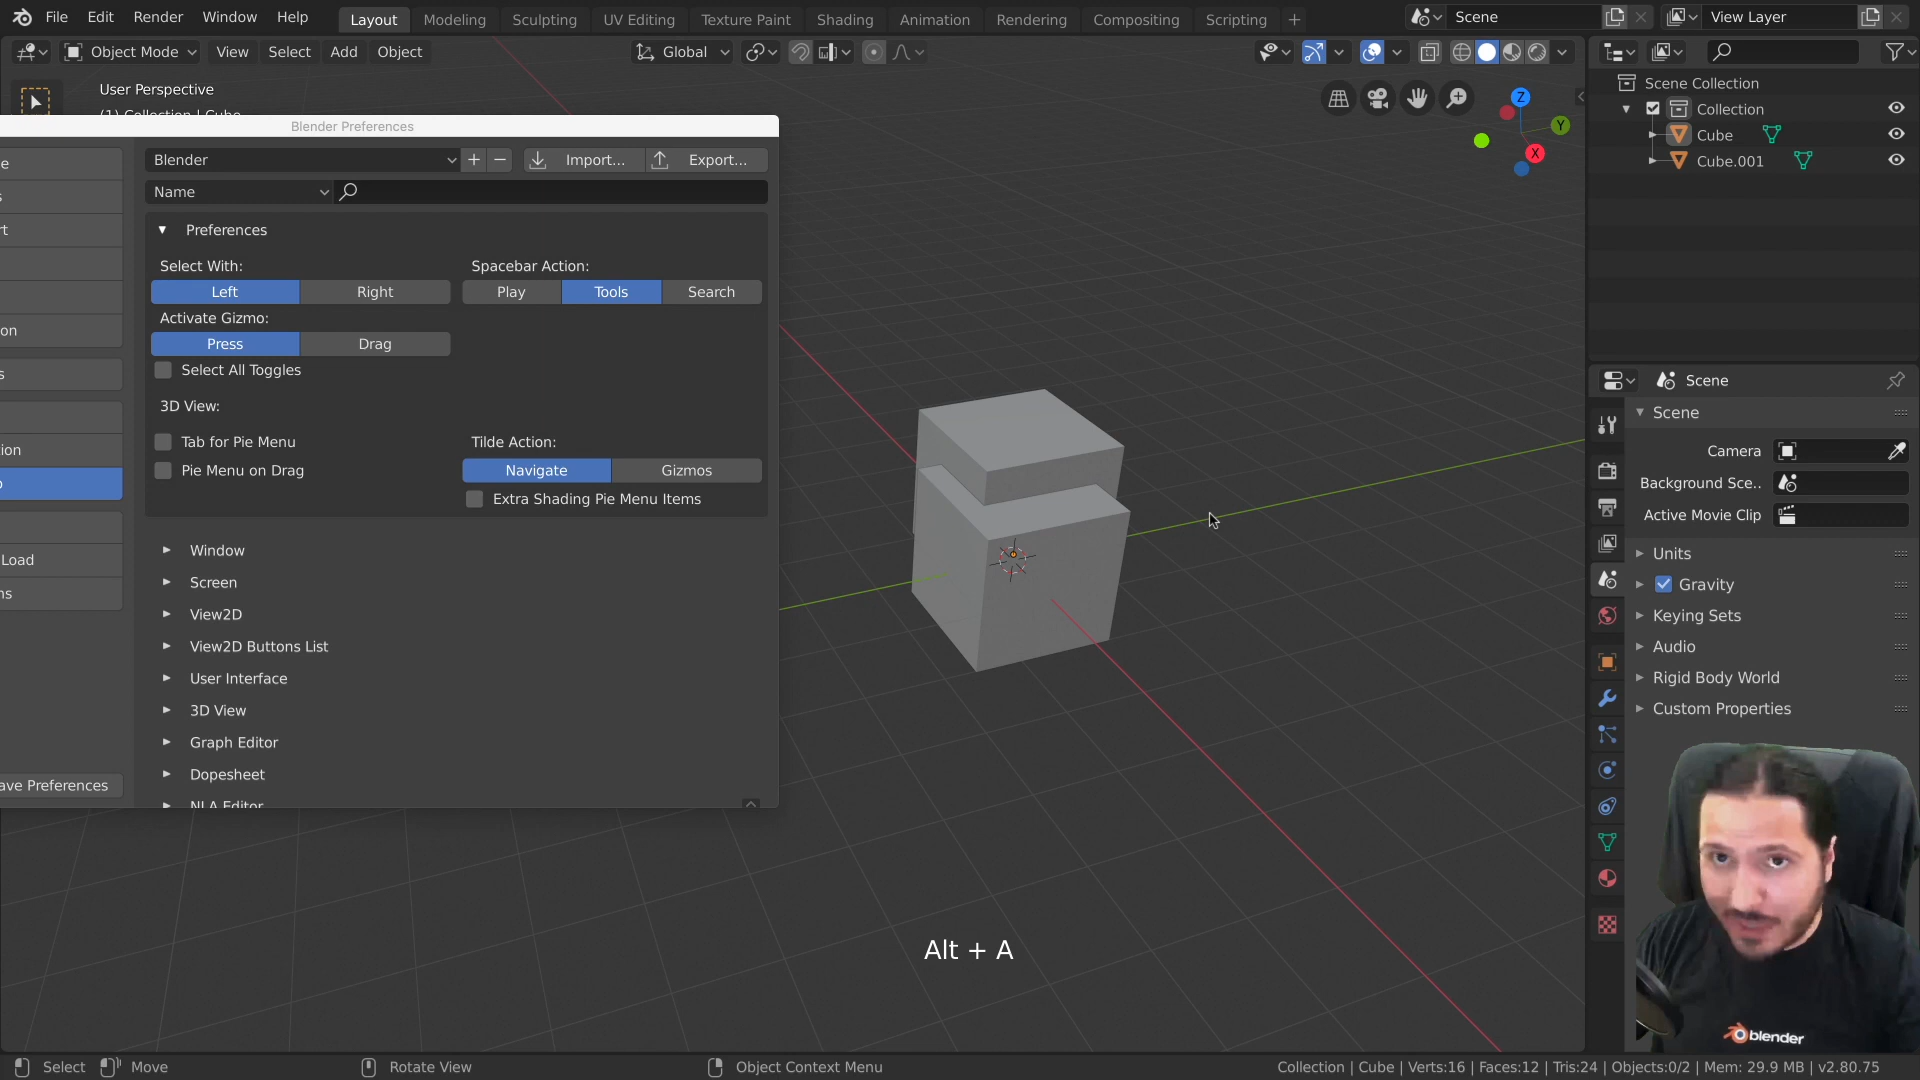 File Edit Render Window Help
Layout Modeling Sculpting UV Editing Texture Paint Shading Animation Rendering Compositing Scripting
Scene
View Layer
Object Mode View Select Add Object
Global
User Perspective
(1) Collection | Cube
Blender Preferences
Blender
Import...
Export...
Name
Preferences
Select With:
Spacebar Action:
Left Right
Play Tools Search
Activate Gizmo:
Press Drag
Select All Toggles
3D View:
Tab for Pie Menu
Tilde Action:
Pie Menu on Drag
Navigate Gizmos
Extra Shading Pie Menu Items
Window
Screen
View2D
View2D Buttons List
User Interface
3D View
Graph Editor
Dopesheet
NLA Editor
Load
ave Preferences
Z
Y
X
Scene Collection
Collection
Cube
Cube.001
Scene
Scene
Camera
Background Sce..
Active Movie Clip
Units
Gravity
Keying Sets
Audio
Rigid Body World
Custom Properties
Alt + A
blender
Select Move Rotate View Object Context Menu
Collection | Cube | Verts:16 | Faces:12 | Tris:24 | Objects:0/2 | Mem: 29.9 MB | v2.80.75